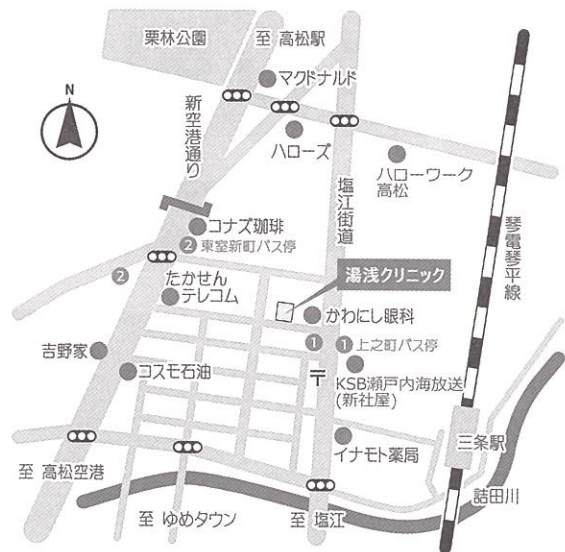 栗林公園
至 高松駅
マクドナルド
N
新空港通り
ハローズ
ハローワーク
高松
塩江街道
琴電琴平線
コナズ珈琲
2 東室新町バス停
2
湯浅クリニック
たかせん
テレコム
かわにし眼科
1 1 上之町バス停
吉野家
コスモ石油
〒
KSB瀬戸内海放送
(新社屋)
イナモト薬局
三条駅
至 高松空港
詰田川
至 ゆめタウン
至 塩江